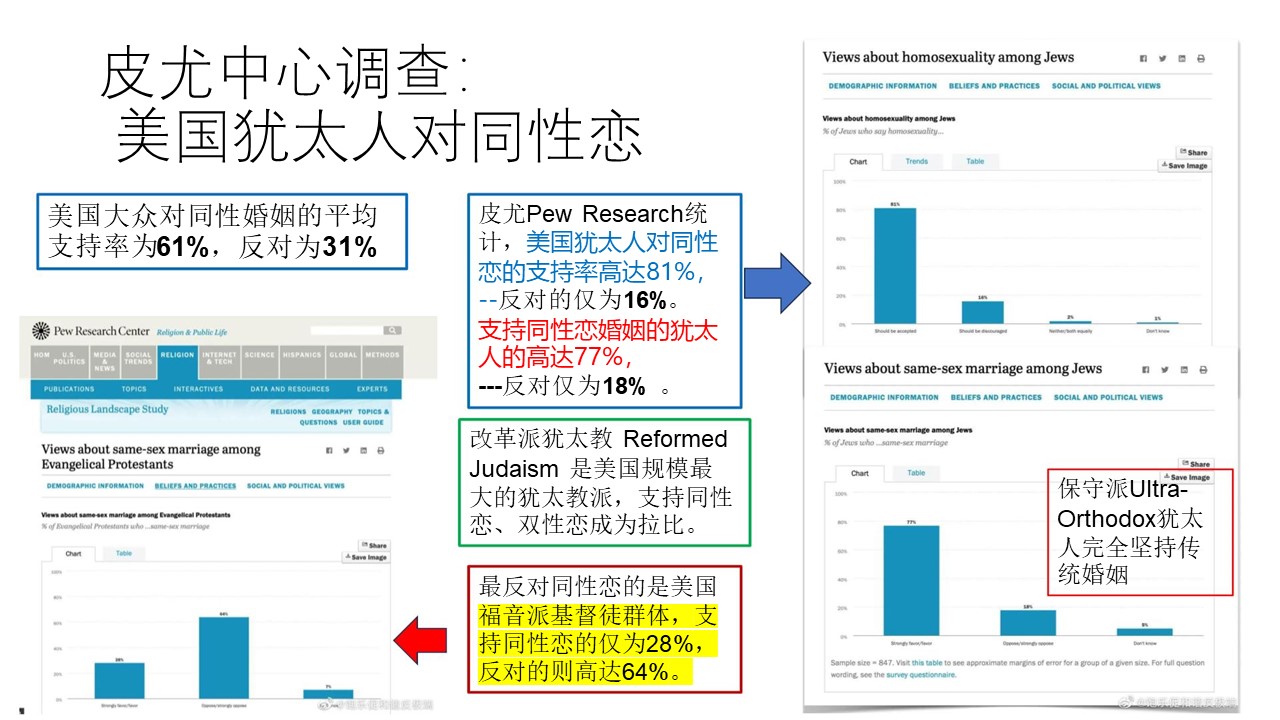 皮尤中心调查：
美国犹太人对同性恋
美国大众对同性婚姻的平均
支持率为61%，反对为31%
皮尤Pew Research统
计，美国犹太人对同性
恋的支持率高达81%，
--反对的仅为16%。
支持同性恋婚姻的犹太
人的高达77%，
---反对仅为18% 。
改革派犹太教 Reformed
Judaism 是美国规模最
大的犹太教派，支持同性
恋、双性恋成为拉比。
最反对同性恋的是美国
福音派基督徒群体，支
持同性恋的仅为28%，
反对的则高达64%。
Pew Research Center Religion & Public Life
HOM
U.S. POLITICS
MEDIA & NEWS
SOCIAL TRENDS
RELIGION
INTERNET & TECH
SCIENCE
HISPANICS
GLOBAL
METHODS
PUBLICATIONS TOPICS INTERACTIVES DATA AND RESOURCES EXPERTS
Religious Landscape Study
RELIGIONS GEOGRAPHY TOPICS &
QUESTIONS USER GUIDE
Views about same-sex marriage among
Evangelical Protestants
DEMOGRAPHIC INFORMATION BELIEFS AND PRACTICES SOCIAL AND POLITICAL VIEWS
Views about same-sex marriage among Evangelical Protestants
% of Evangelical Protestants who ...same-sex marriage
Share
Chart Table
Save Image
100%
80%
60%
40%
20%
0%
28%
64%
7%
Strongly favor/favor
Oppose/strongly oppose
Views about homosexuality among Jews
DEMOGRAPHIC INFORMATION BELIEFS AND PRACTICES SOCIAL AND POLITICAL VIEWS
Views about homosexuality among Jews
% of Jews who say homosexuality...
Share
Chart Trends Table
Save Image
100%
80%
60%
40%
20%
0%
81%
16%
2%
1%
Should be accepted
Should be discouraged
Neither/both equally
Don't know
Views about same-sex marriage among Jews
DEMOGRAPHIC INFORMATION BELIEFS AND PRACTICES SOCIAL AND POLITICAL VIEWS
Views about same-sex marriage among Jews
% of Jews who ...same-sex marriage
Share
Chart Table
Save Image
100%
80%
60%
40%
20%
0%
77%
18%
5%
Strongly favor/favor
Oppose/strongly oppose
Don't know
保守派Ultra-
Orthodox犹太
人完全坚持传
统婚姻
Sample size = 847. Visit this table to see approximate margins of error for a group of a given size. For full question
wording, see the survey questionnaire.